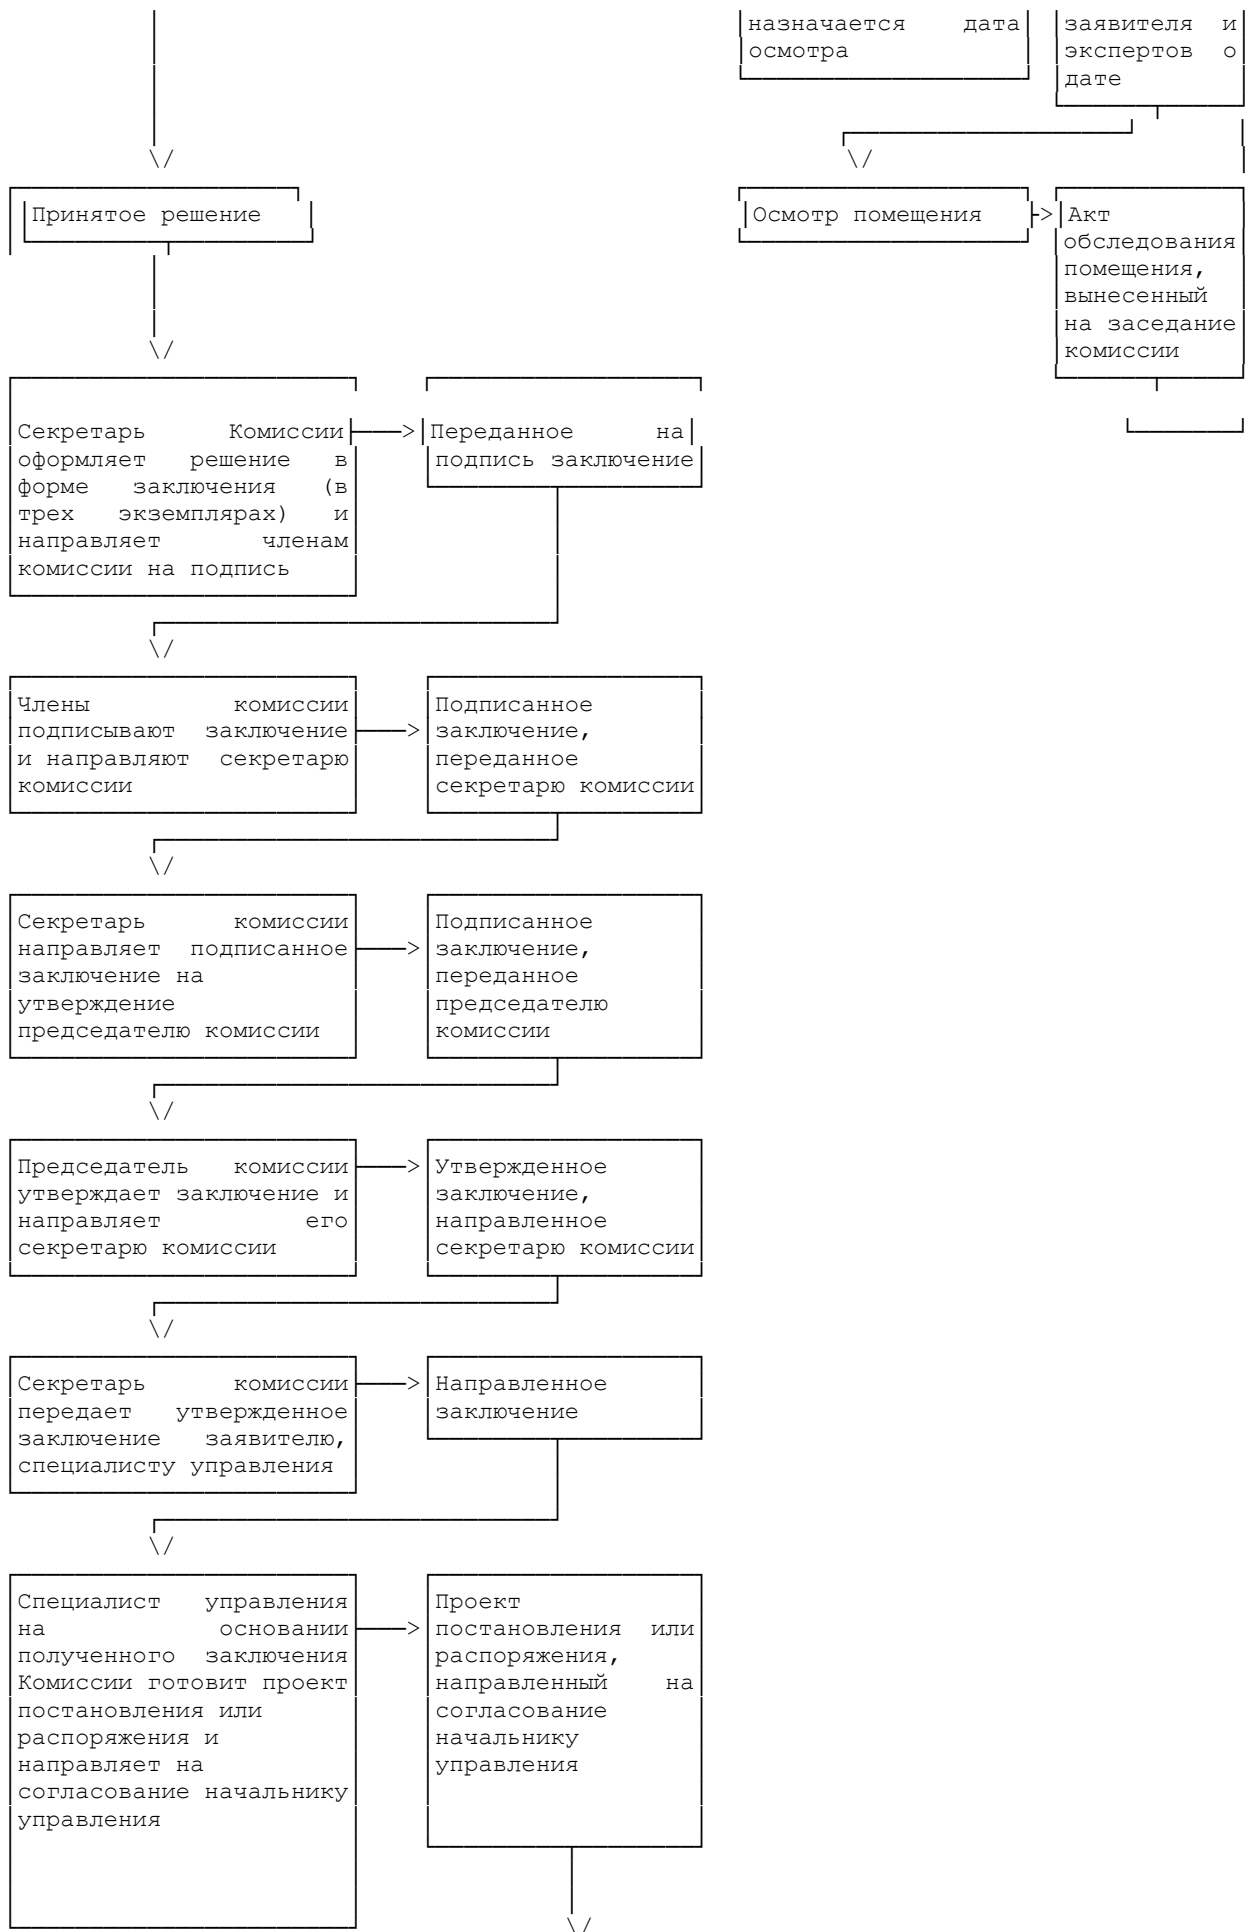 назначается дата
осмотра
заявителя и
экспертов о
дате
Принятое решение
Осмотр помещения
Акт
обследования
помещения,
вынесенный
на заседание
комиссии
Секретарь Комиссии
оформляет решение в
форме заключения (в
трех экземплярах) и
направляет членам
комиссии на подпись
Переданное на
подпись заключение
Члены комиссии
подписывают заключение
и направляют секретарю
комиссии
Подписанное
заключение,
переданное
секретарю комиссии
Секретарь комиссии
направляет подписанное
заключение на
утверждение
председателю комиссии
Подписанное
заключение,
переданное
председателю
комиссии
Председатель комиссии
утверждает заключение и
направляет его
секретарю комиссии
Утвержденное
заключение,
направленное
секретарю комиссии
Секретарь комиссии
передает утвержденное
заключение заявителю,
специалисту управления
Направленное
заключение
Специалист управления
на основании
полученного заключения
Комиссии готовит проект
постановления или
распоряжения и
направляет на
согласование начальнику
управления
Проект
постановления или
распоряжения,
направленный на
согласование
начальнику
управления